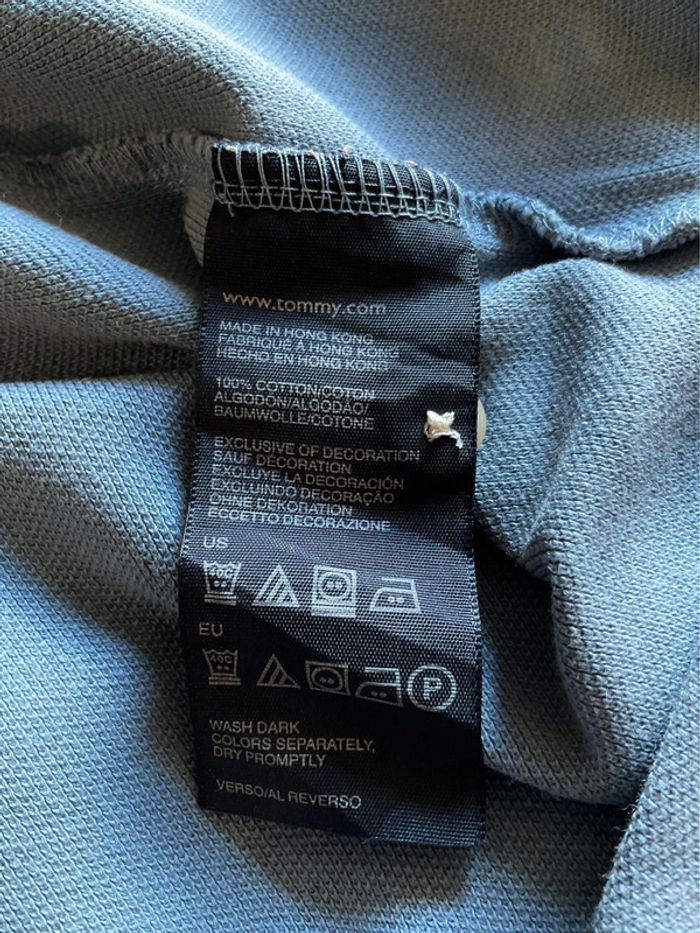 www.tommy.com
MADE IN HONG KONG
FABRIQUÉ À HONG KONG
HECHO EN HONG KONG
100% COTTON/COTON
ALGODON/ALGODÃO/
BAUMWOLLE/COTONE
EXCLUSIVE OF DECORATION
SAUF DÉCORATION
EXCLUYE LA DECORACIÓN
EXCLUINDO DECORAÇÃO
OHNE DEKORATION
ECCETTO DECORAZIONE
US
40C
EU
40C
P
WASH DARK
COLORS SEPARATELY,
DRY PROMPTLY
VERSO/AL REVERSO